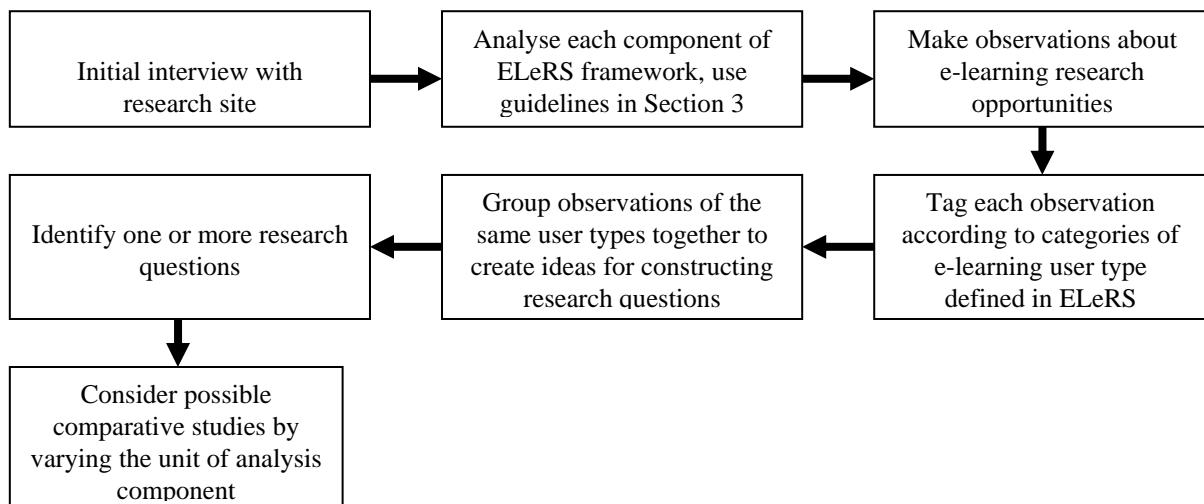 Initial interview with
research site
Analyse each component of
ELeRS framework, use
guidelines in Section 3
Make observations about
e-learning research
opportunities
Tag each observation
according to categories of
e-learning user type
defined in ELeRS
Group observations of the
same user types together to
create ideas for constructing
research questions
Identify one or more research
questions
Consider possible
comparative studies by
varying the unit of analysis
component